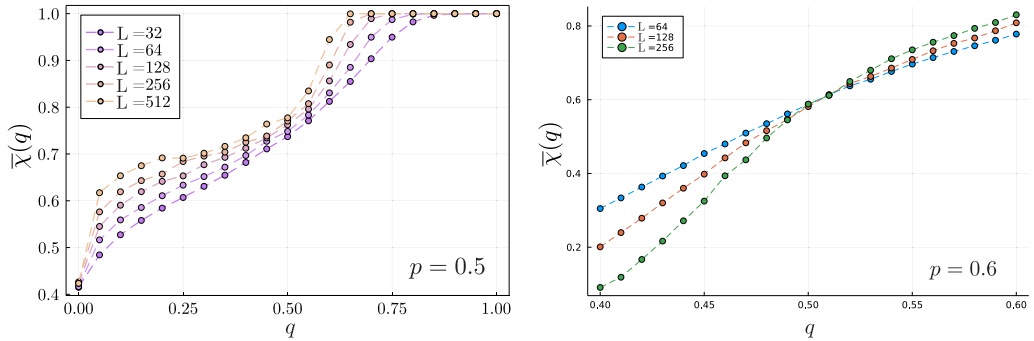 L =32
L =64
L =128
L =256
L =512
χ̅(q)
1.0
0.9
0.8
0.7
0.6
0.5
0.4
p = 0.5
0.00
0.25
0.50
0.75
1.00
q
L =64
L =128
L =256
χ̅(q)
0.8
0.6
0.4
0.2
p = 0.6
0.40
0.45
0.50
0.55
0.60
q